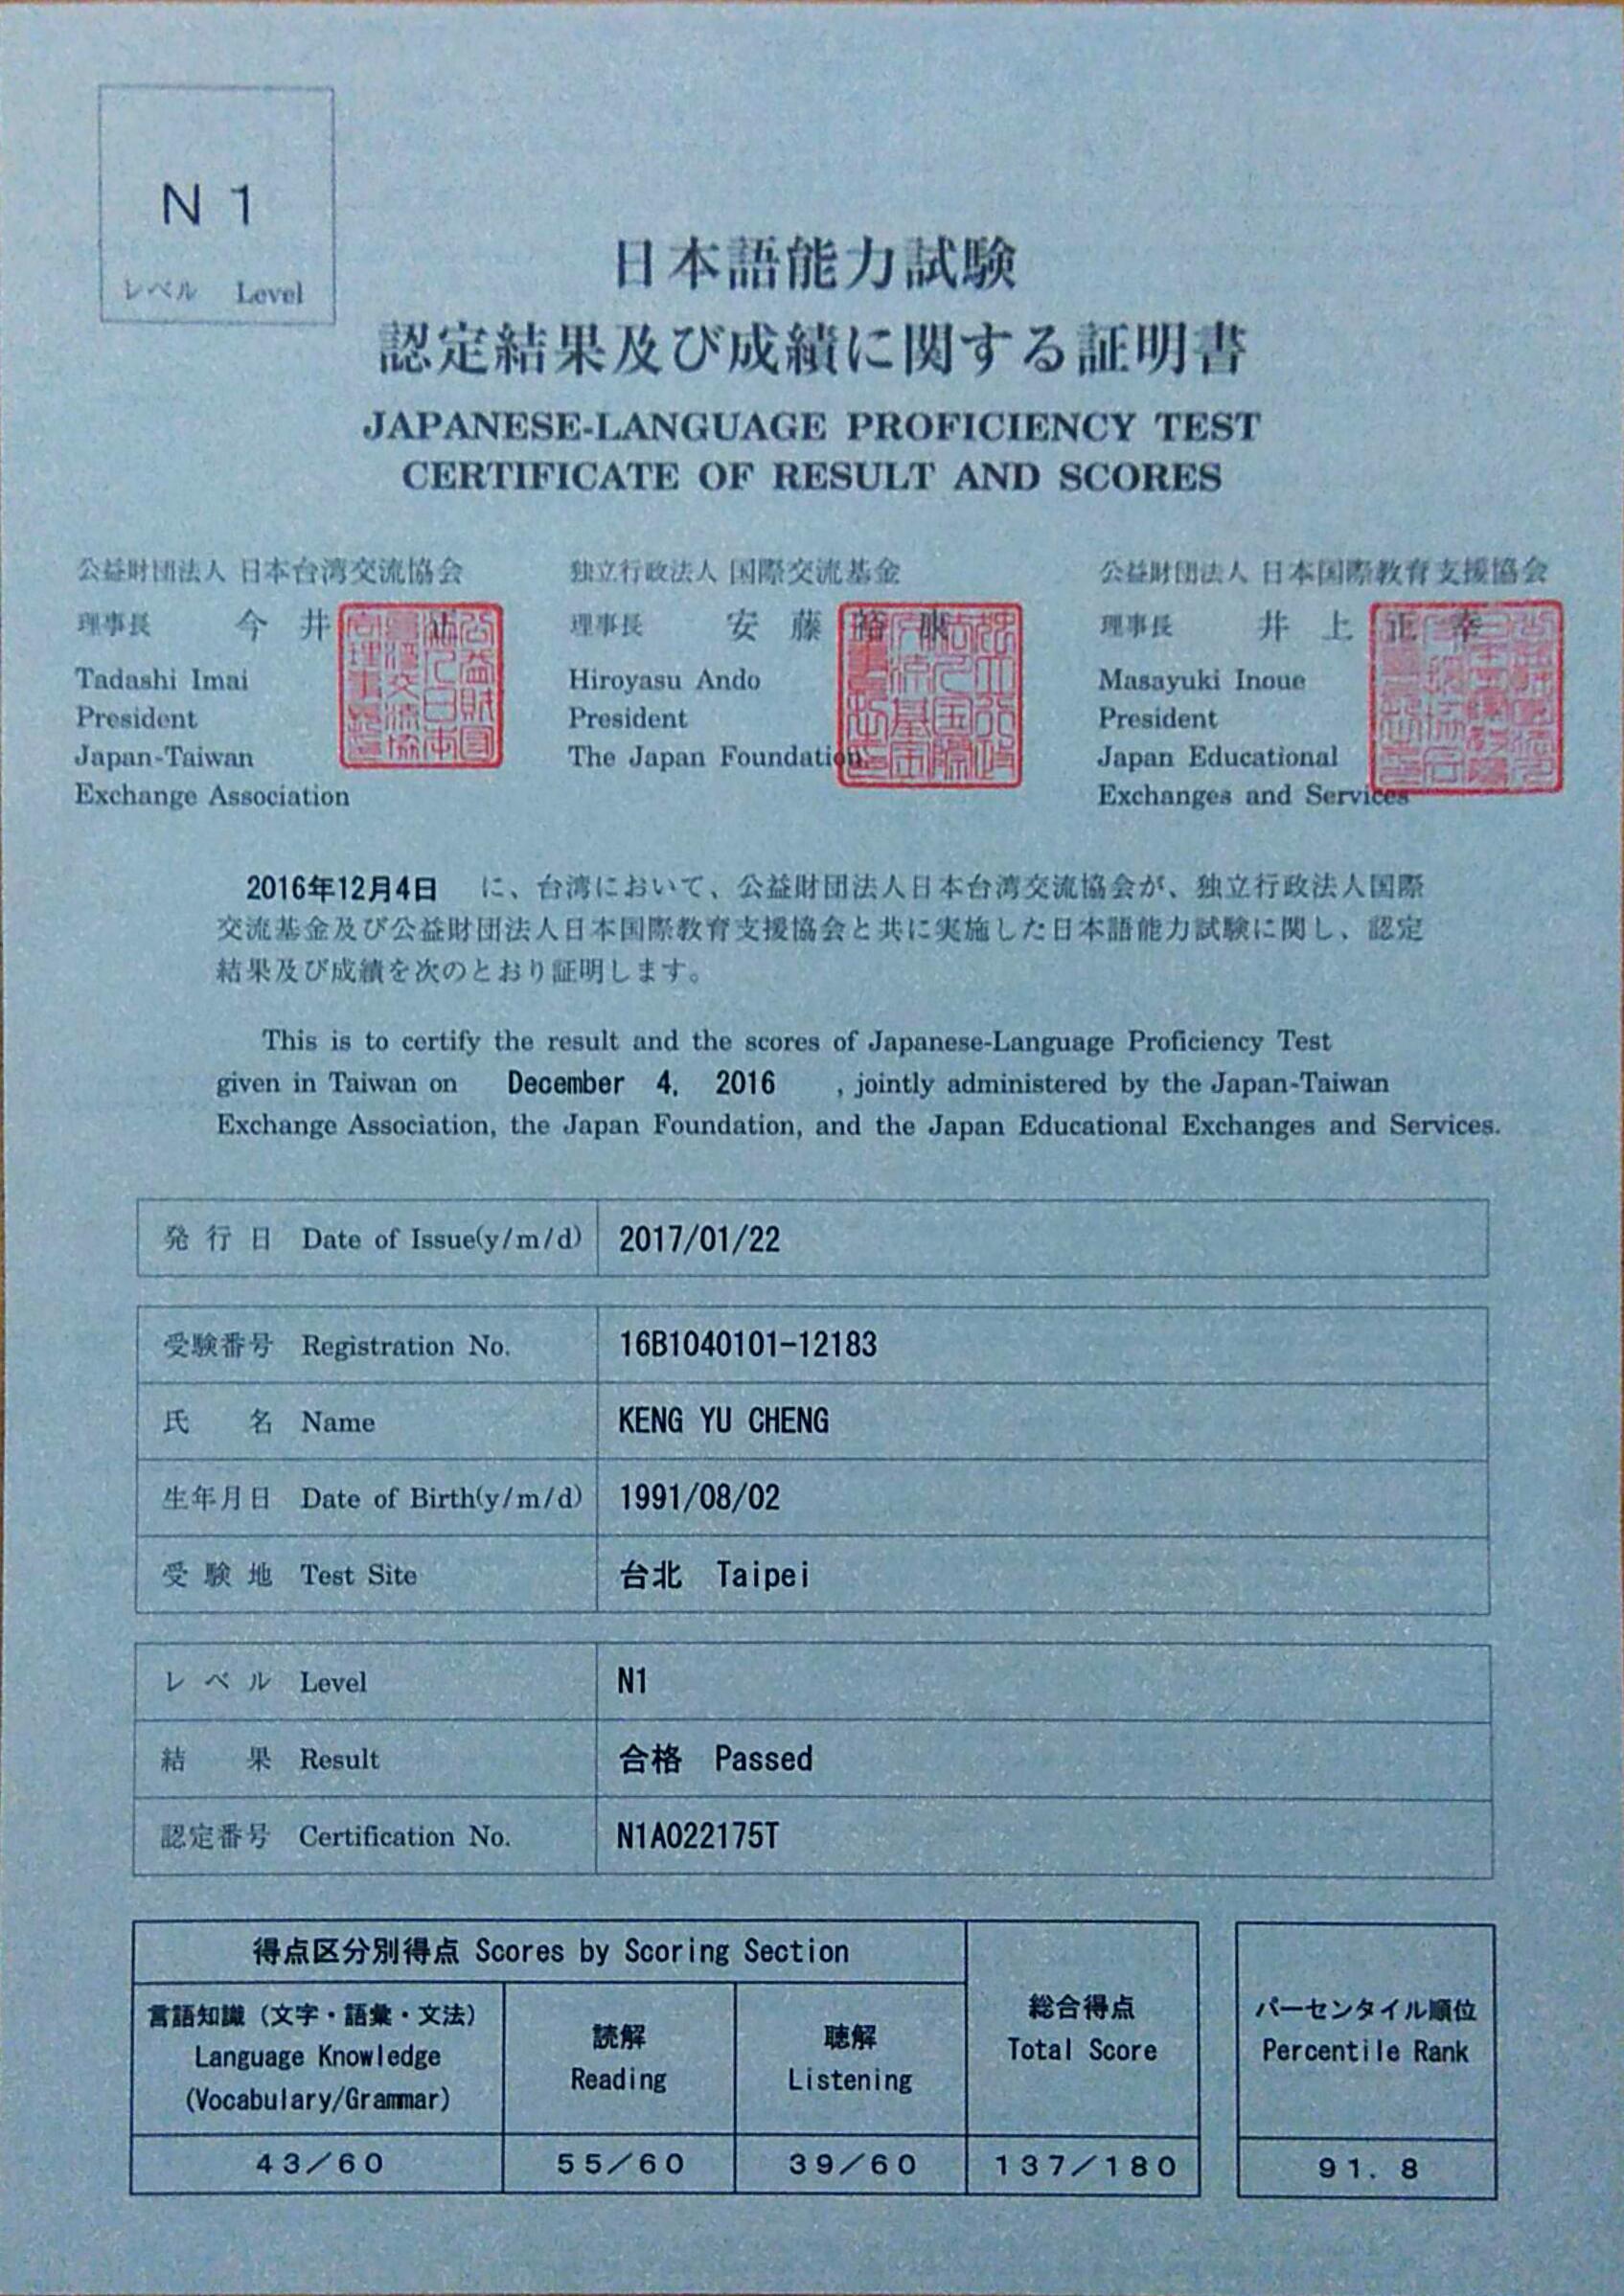 N1
レベル Level
日本語能力試験
認定結果及び成績に関する証明書
JAPANESE-LANGUAGE PROFICIENCY TEST
CERTIFICATE OF RESULT AND SCORES
公益財団法人 日本台湾交流協会
理事長 今井 正
Tadashi Imai
President
Japan-Taiwan
Exchange Association
独立行政法人 国際交流基金
理事長 安藤 裕康
Hiroyasu Ando
President
The Japan Foundation
公益財団法人 日本国際教育支援協会
理事長 井上 正幸
Masayuki Inoue
President
Japan Educational
Exchanges and Services
2016年12月4日 に、台湾において、公益財団法人日本台湾交流協会が、独立行政法人国際
交流基金及び公益財団法人日本国際教育支援協会と共に実施した日本語能力試験に関し、認定
結果及び成績を次のとおり証明します。
This is to certify the result and the scores of Japanese-Language Proficiency Test
given in Taiwan on December 4, 2016 , jointly administered by the Japan-Taiwan
Exchange Association, the Japan Foundation, and the Japan Educational Exchanges and Services.
発行日 Date of Issue(y/m/d) 2017/01/22
受験番号 Registration No. 16B1040101-12183
氏名 Name KENG YU CHENG
生年月日 Date of Birth(y/m/d) 1991/08/02
受験地 Test Site 台北 Taipei
レベル Level N1
結果 Result 合格 Passed
認定番号 Certification No. N1A022175T
得点区分別得点 Scores by Scoring Section
言語知識（文字・語彙・文法）
Language Knowledge
(Vocabulary/Grammar)
読解
Reading
聴解
Listening
総合得点
Total Score
パーセンタイル順位
Percentile Rank
43/60 55/60 39/60 137/180 91.8